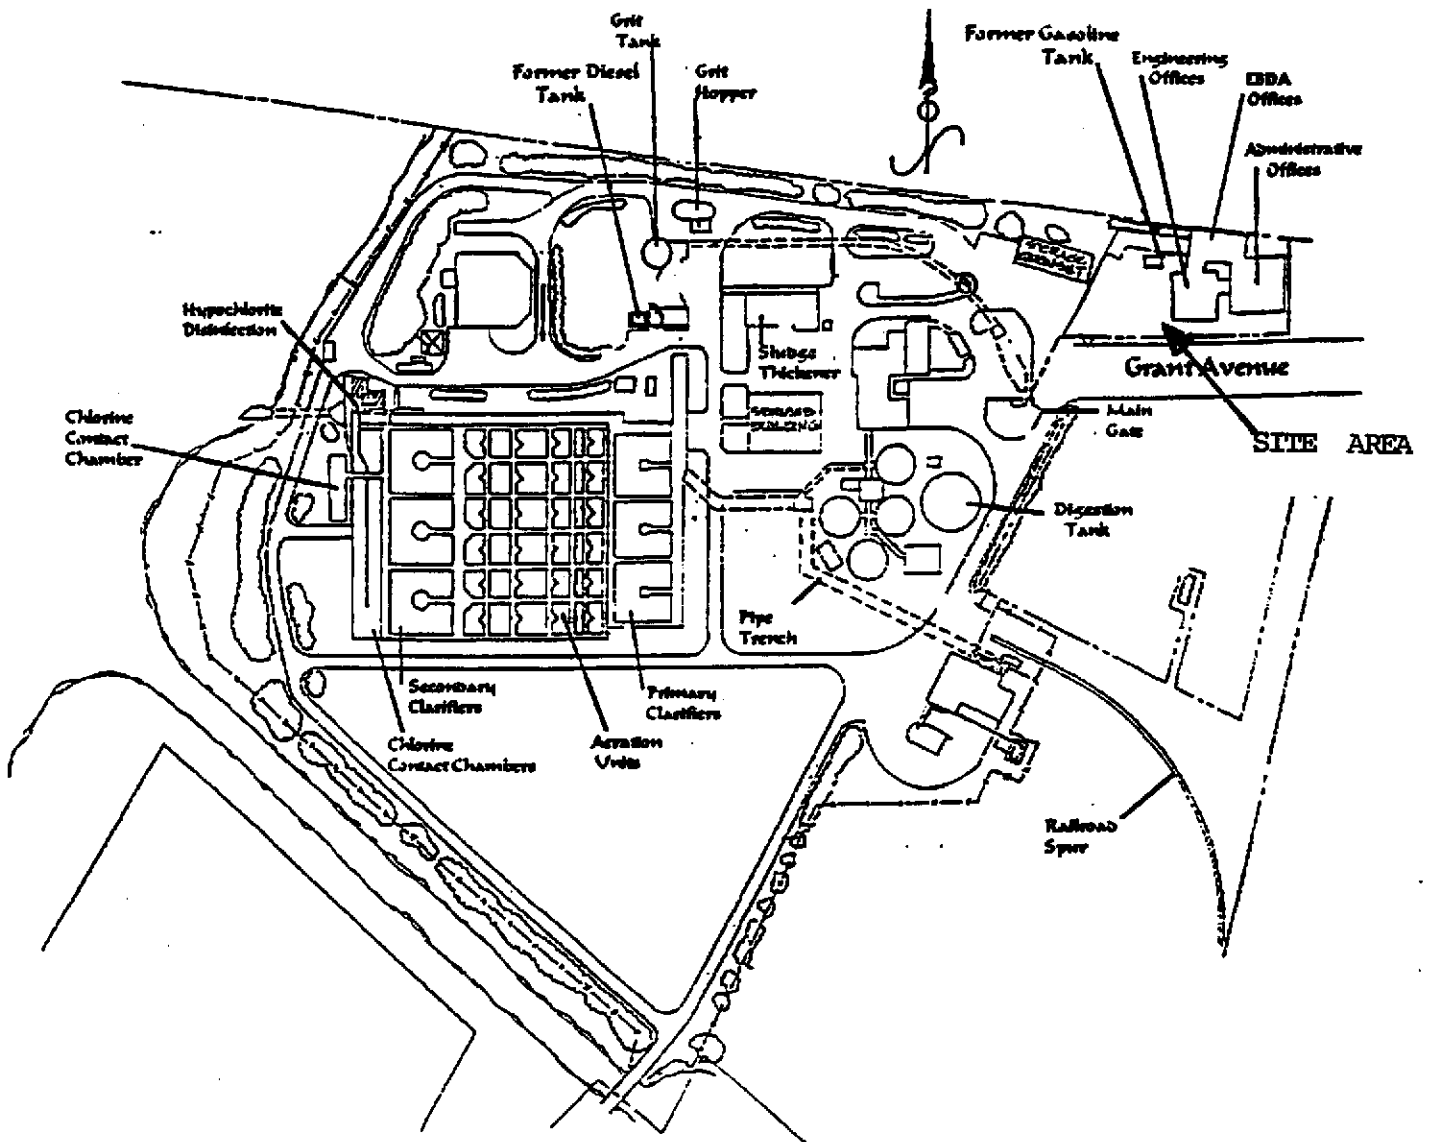 Grit
Tank
Former Diesel
Tank
Grit
Hopper
Former Gasoline
Tank
Engineering
Offices
EBDA
Offices
Administrative
Offices
Hypochlorite
Disinfection
Sludge
Thickener
Grant Avenue
Chlorine
Contact
Chamber
Main
Gate
SITE AREA
Digestion
Tank
Pipe
Trench
Secondary
Clarifiers
Primary
Clarifiers
Chlorine
Contact Chambers
Aeration
Units
Railroad
Spur